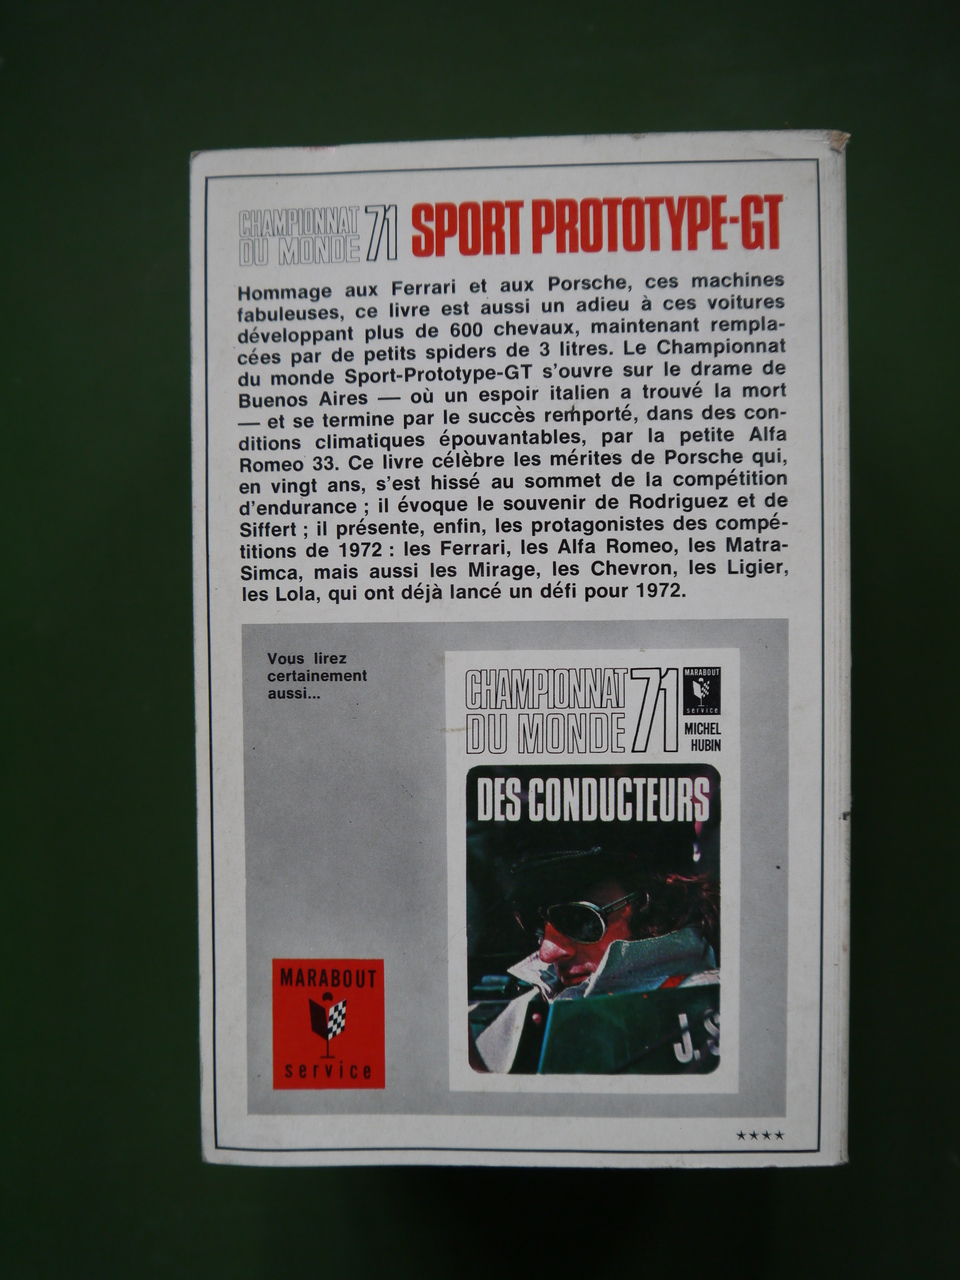 CHAMPIONNAT
DU MONDE 71 SPORT PROTOTYPE-GT
Hommage aux Ferrari et aux Porsche, ces machines
fabuleuses, ce livre est aussi un adieu à ces voitures
développant plus de 600 chevaux, maintenant rempla-
cées par de petits spiders de 3 litres. Le Championnat
du monde Sport-Prototype-GT s'ouvre sur le drame de
Buenos Aires — où un espoir italien a trouvé la mort
— et se termine par le succès remporté, dans des con-
ditions climatiques épouvantables, par la petite Alfa
Romeo 33. Ce livre célèbre les mérites de Porsche qui,
en vingt ans, s'est hissé au sommet de la compétition
d'endurance ; il évoque le souvenir de Rodriguez et de
Siffert ; il présente, enfin, les protagonistes des compé-
titions de 1972 : les Ferrari, les Alfa Romeo, les Matra-
Simca, mais aussi les Mirage, les Chevron, les Ligier,
les Lola, qui ont déjà lancé un défi pour 1972.
Vous lirez
certainement
aussi...
CHAMPIONNAT
DU MONDE 71
MARABOUT
service
MICHEL
HUBIN
DES CONDUCTEURS
J. S
MARABOUT
service
★★★★